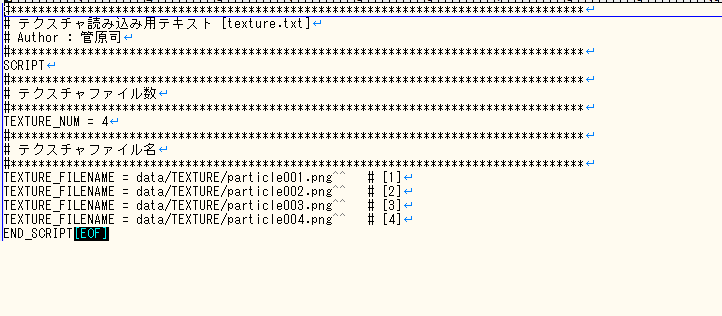 #******************************************************************************
# テクスチャ読み込み用テキスト [texture.txt]
# Author : 管原司
#******************************************************************************
SCRIPT
#******************************************************************************
# テクスチャファイル数
#******************************************************************************
TEXTURE_NUM = 4
#******************************************************************************
# テクスチャファイル名
#******************************************************************************
TEXTURE_FILENAME = data/TEXTURE/particle001.png^^ # [1]
TEXTURE_FILENAME = data/TEXTURE/particle002.png^^ # [2]
TEXTURE_FILENAME = data/TEXTURE/particle003.png^^ # [3]
TEXTURE_FILENAME = data/TEXTURE/particle004.png^^ # [4]
END_SCRIPT[EOF]